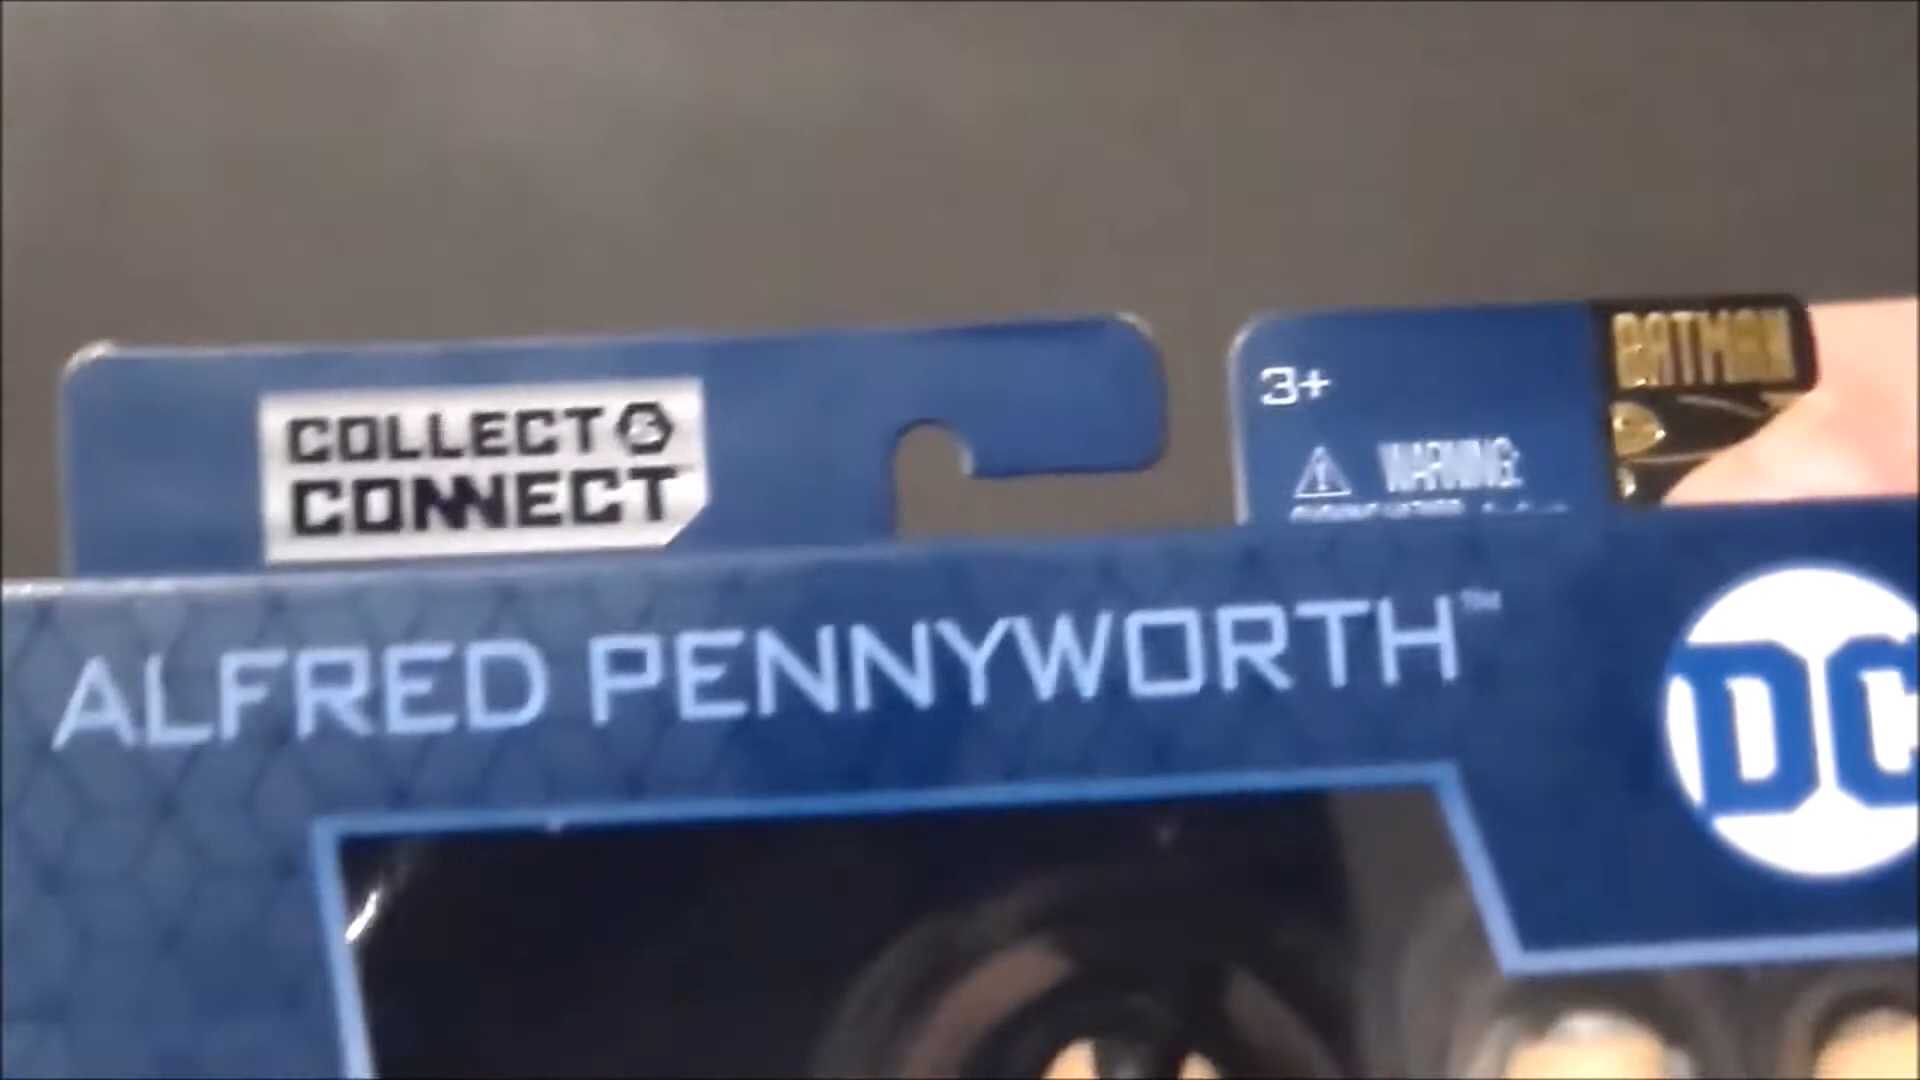 COLLECT &
CONNECT
3+
BATMAN
WARNING:
ALFRED PENNYWORTH™
DC